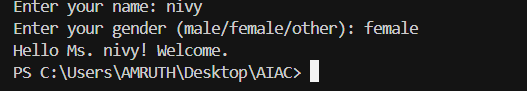 Enter your name: nivy
Enter your gender (male/female/other): female
Hello Ms. nivy! Welcome.
PS C:\Users\AMRUTH\Desktop\AIAC>